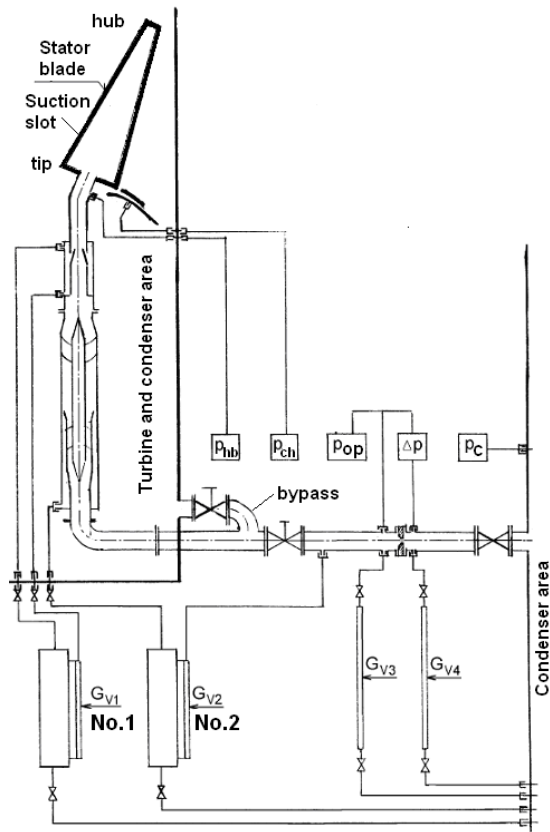 hub
Stator
blade
Suction
slot
tip
Turbine and condenser area
p_hb
p_ch
p_op
Δp
p_c
bypass
Condenser area
G_V1
No.1
G_V2
No.2
G_V3
G_V4